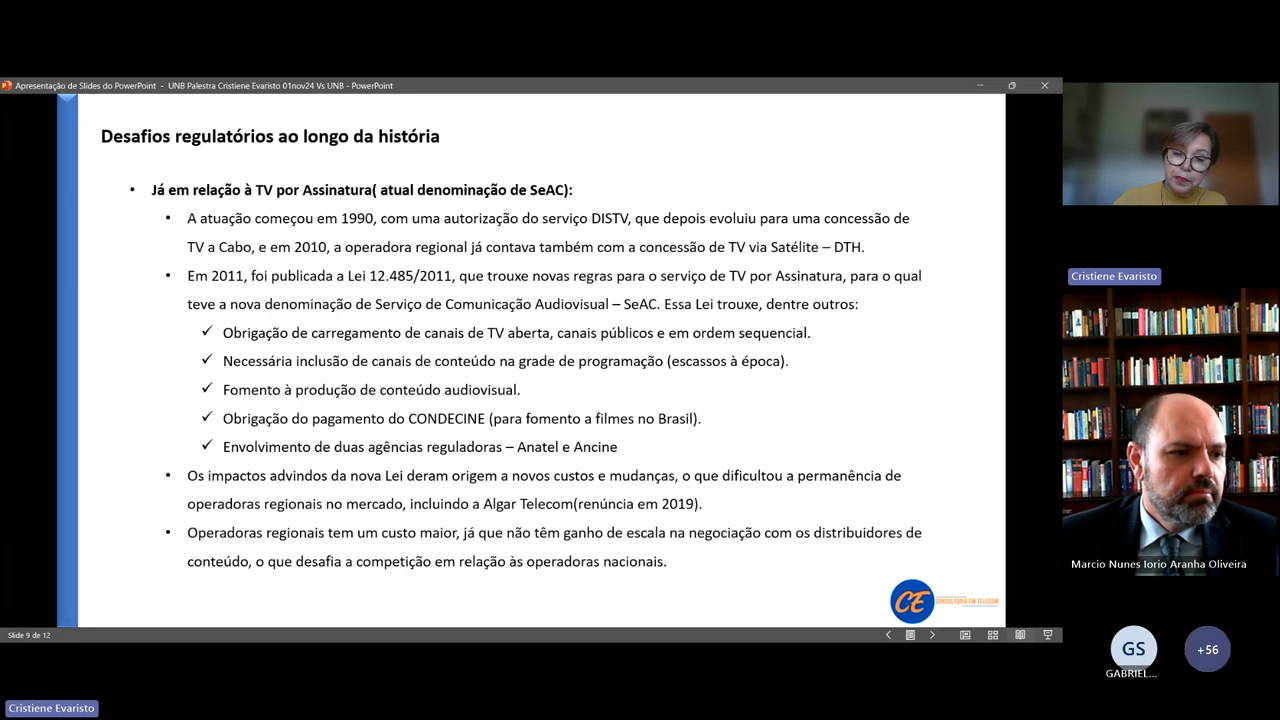 Apresentação de Slides do PowerPoint - UNB Palestra Cristiene Evaristo 01nov24 Vs UNB - PowerPoint
Desafios regulatórios ao longo da história
• Já em relação à TV por Assinatura( atual denominação de SeAC):
• A atuação começou em 1990, com uma autorização do serviço DISTV, que depois evoluiu para uma concessão de
TV a Cabo, e em 2010, a operadora regional já contava também com a concessão de TV via Satélite – DTH.
• Em 2011, foi publicada a Lei 12.485/2011, que trouxe novas regras para o serviço de TV por Assinatura, para o qual
teve a nova denominação de Serviço de Comunicação Audiovisual – SeAC. Essa Lei trouxe, dentre outros:
✓ Obrigação de carregamento de canais de TV aberta, canais públicos e em ordem sequencial.
✓ Necessária inclusão de canais de conteúdo na grade de programação (escassos à época).
✓ Fomento à produção de conteúdo audiovisual.
✓ Obrigação do pagamento do CONDECINE (para fomento a filmes no Brasil).
✓ Envolvimento de duas agências reguladoras – Anatel e Ancine
• Os impactos advindos da nova Lei deram origem a novos custos e mudanças, o que dificultou a permanência de
operadoras regionais no mercado, incluindo a Algar Telecom(renúncia em 2019).
• Operadoras regionais tem um custo maior, já que não têm ganho de escala na negociação com os distribuidores de
conteúdo, o que desafia a competição em relação às operadoras nacionais.
CE CONSULTORIA EM TELECOM
Slide 9 de 12
Cristiene Evaristo
Marcio Nunes Iorio Aranha Oliveira
GS
+56
GABRIEL...
Cristiene Evaristo